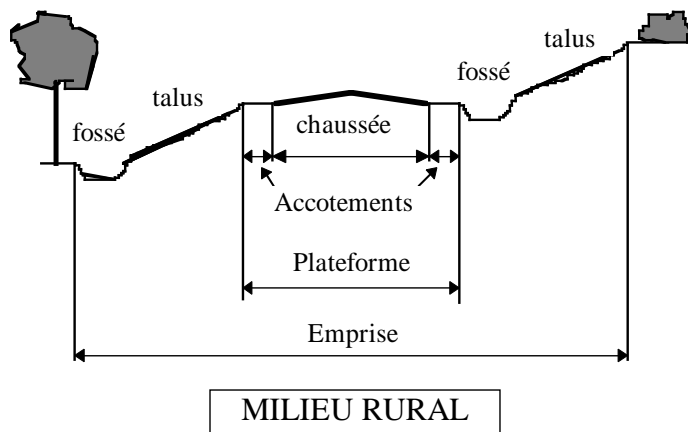 talus
fossé
talus
fossé
chaussée
Accotements
Plateforme
Emprise
MILIEU RURAL